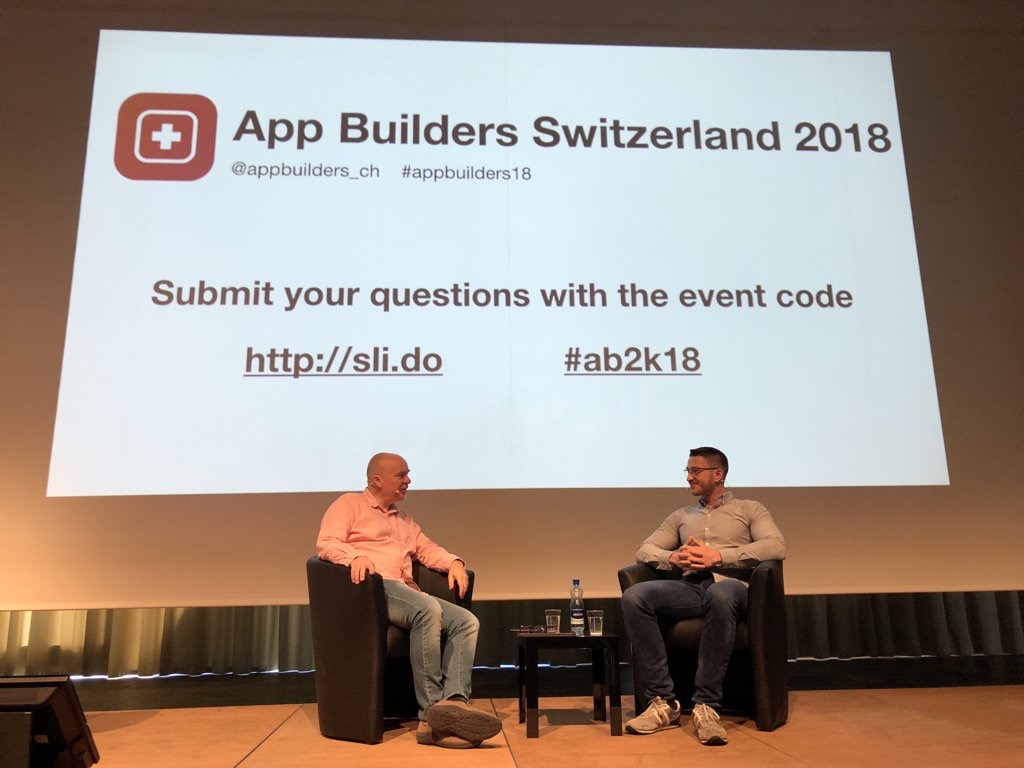 App Builders Switzerland 2018
@appbuilders_ch #appbuilders18
Submit your questions with the event code
http://sli.do #ab2k18